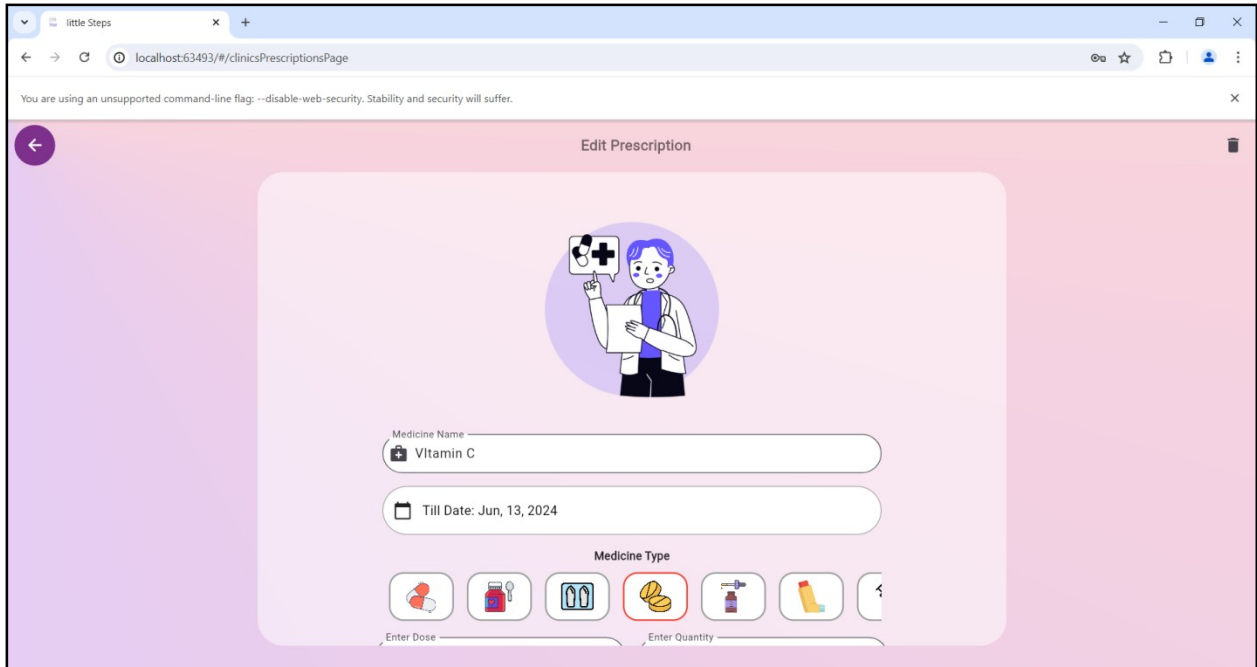 little Steps
localhost:63493/#/clinicsPrescriptionsPage
You are using an unsupported command-line flag: --disable-web-security. Stability and security will suffer.
Edit Prescription
Medicine Name
VItamin C
Till Date: Jun, 13, 2024
Medicine Type
Enter Dose
Enter Quantity